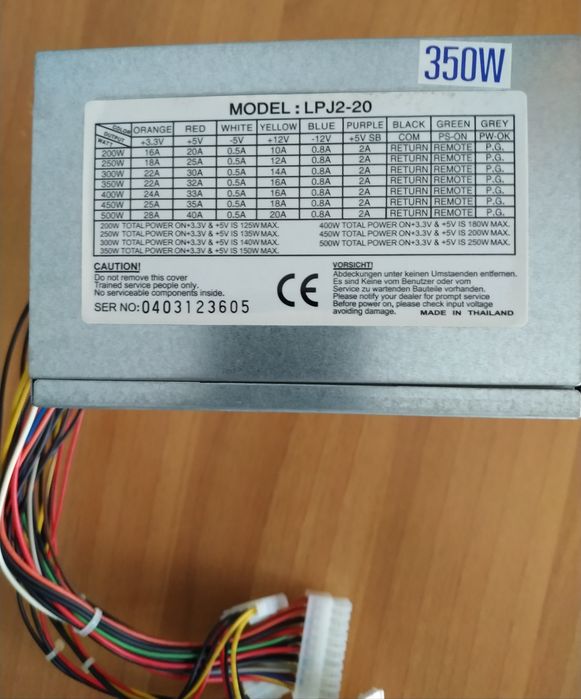 350W
MODEL : LPJ2-20
COLOR OUTPUT WATT ORANGE RED WHITE YELLOW BLUE PURPLE BLACK GREEN GREY
+3.3V +5V -5V +12V -12V +5V SB COM PS-ON PW-OK
200W 16A 20A 0.5A 10A 0.8A 2A RETURN REMOTE P.G.
250W 18A 25A 0.5A 12A 0.8A 2A RETURN REMOTE P.G.
300W 22A 30A 0.5A 14A 0.8A 2A RETURN REMOTE P.G.
350W 22A 32A 0.5A 16A 0.8A 2A RETURN REMOTE P.G.
400W 24A 33A 0.5A 16A 0.8A 2A RETURN REMOTE P.G.
450W 25A 35A 0.5A 18A 0.8A 2A RETURN REMOTE P.G.
500W 28A 40A 0.5A 20A 0.8A 2A RETURN REMOTE P.G.
200W TOTAL POWER ON+3.3V & +5V IS 125W MAX.
250W TOTAL POWER ON+3.3V & +5V IS 135W MAX.
300W TOTAL POWER ON+3.3V & +5V IS 140W MAX.
350W TOTAL POWER ON+3.3V & +5V IS 150W MAX.
400W TOTAL POWER ON+3.3V & +5V IS 180W MAX.
450W TOTAL POWER ON+3.3V & +5V IS 200W MAX.
500W TOTAL POWER ON+3.3V & +5V IS 250W MAX.
CAUTION!
Do not remove this cover
Trained service people only.
No serviceable components inside.
SER NO: 0403123605
CE
VORSICHT!
Abdeckungen unter keinen Umstaenden entfernen.
Es sind Keine vom Benutzer oder vom
Service zu wartenden Bauteile vorhanden.
Please notify your dealer for prompt service
Before power on, please check input voltage
avoiding damage. MADE IN THAILAND